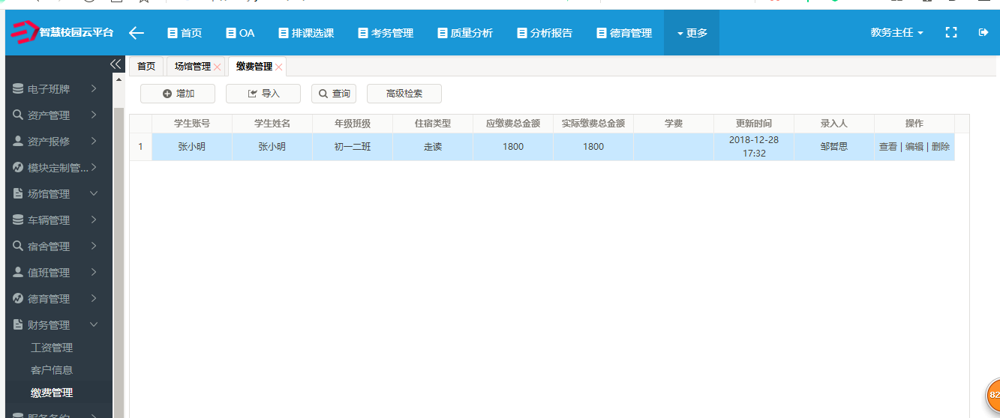 智慧校园云平台
首页
OA
排课选课
考务管理
质量分析
分析报告
德育管理
更多
教务主任
首页
场馆管理
缴费管理
增加
导入
查询
高级检索
电子班牌
资产管理
资产报修
模块定制管...
场馆管理
车辆管理
宿舍管理
值班管理
德育管理
财务管理
工资管理
客户信息
缴费管理
学生账号 学生姓名 年级班级 住宿类型 应缴费总金额 实际缴费总金额 学费 更新时间 录入人 操作
1 张小明 张小明 初一二班 走读 1800 1800 2018-12-28 17:32 邹哲思 查看 | 编辑 | 删除
82